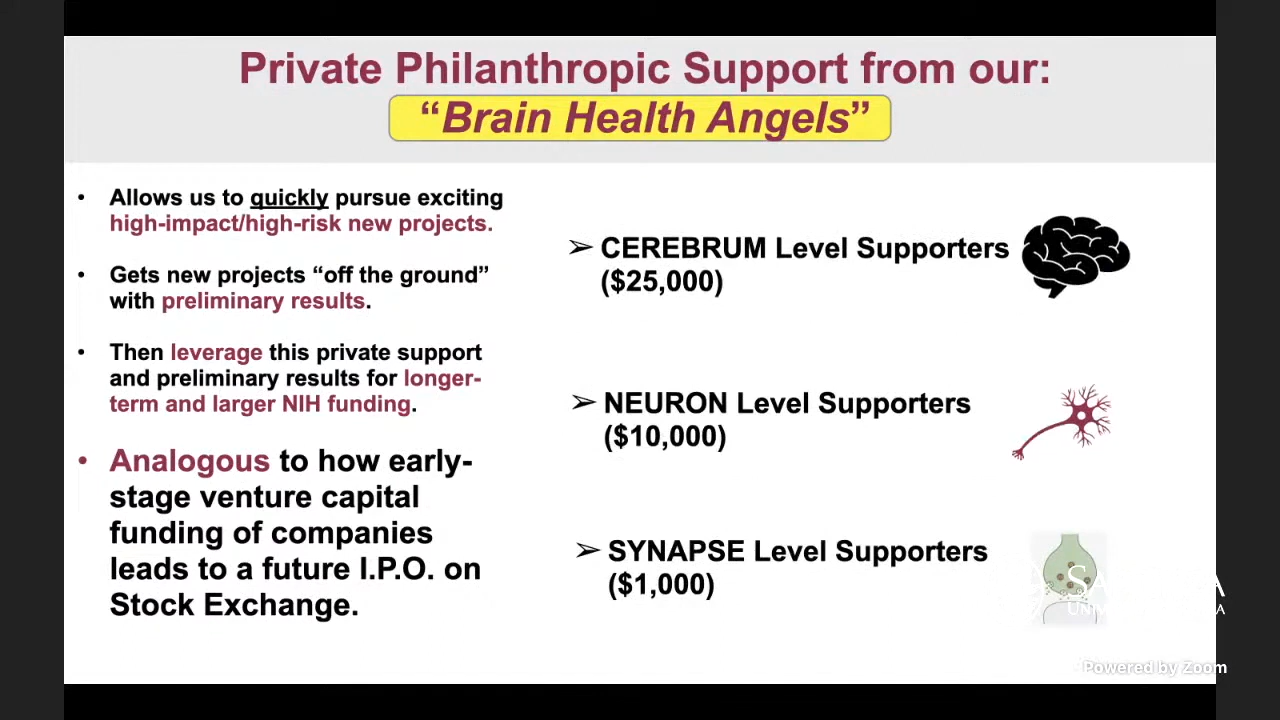 Private Philanthropic Support from our:
“Brain Health Angels”
• Allows us to quickly pursue exciting
high-impact/high-risk new projects.
• Gets new projects “off the ground”
with preliminary results.
• Then leverage this private support
and preliminary results for longer-
term and larger NIH funding.
• Analogous to how early-
stage venture capital
funding of companies
leads to a future I.P.O. on
Stock Exchange.
➢ CEREBRUM Level Supporters
($25,000)
➢ NEURON Level Supporters
($10,000)
➢ SYNAPSE Level Supporters
($1,000)
Powered by Zoom